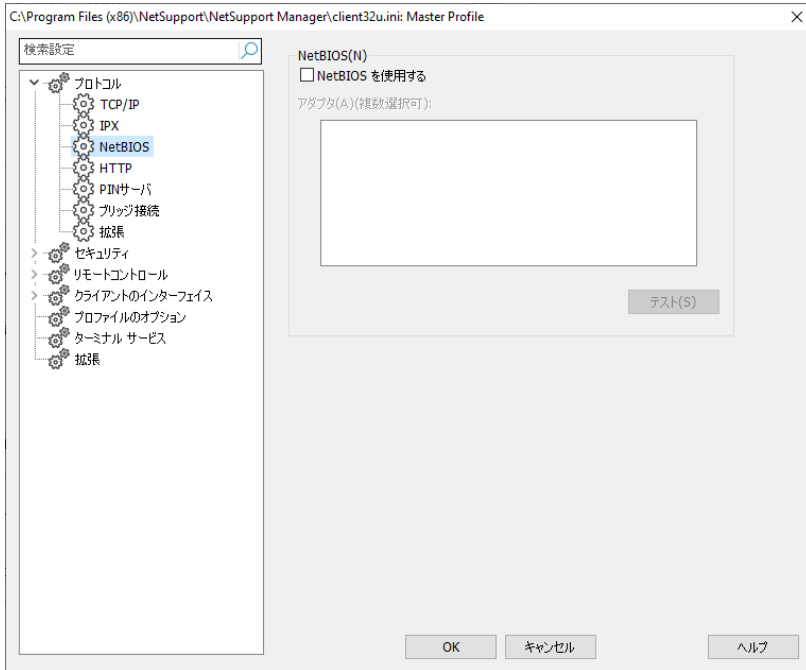 C:\Program Files (x86)\NetSupport\NetSupport Manager\client32u.ini: Master Profile
検索設定
プロトコル
TCP/IP
IPX
NetBIOS
HTTP
PINサーバ
ブリッジ接続
拡張
セキュリティ
リモートコントロール
クライアントのインターフェイス
プロファイルのオプション
ターミナル サービス
拡張
NetBIOS(N)
NetBIOS を使用する
アダプタ(A)(複数選択可):
テスト(S)
OK
キャンセル
ヘルプ